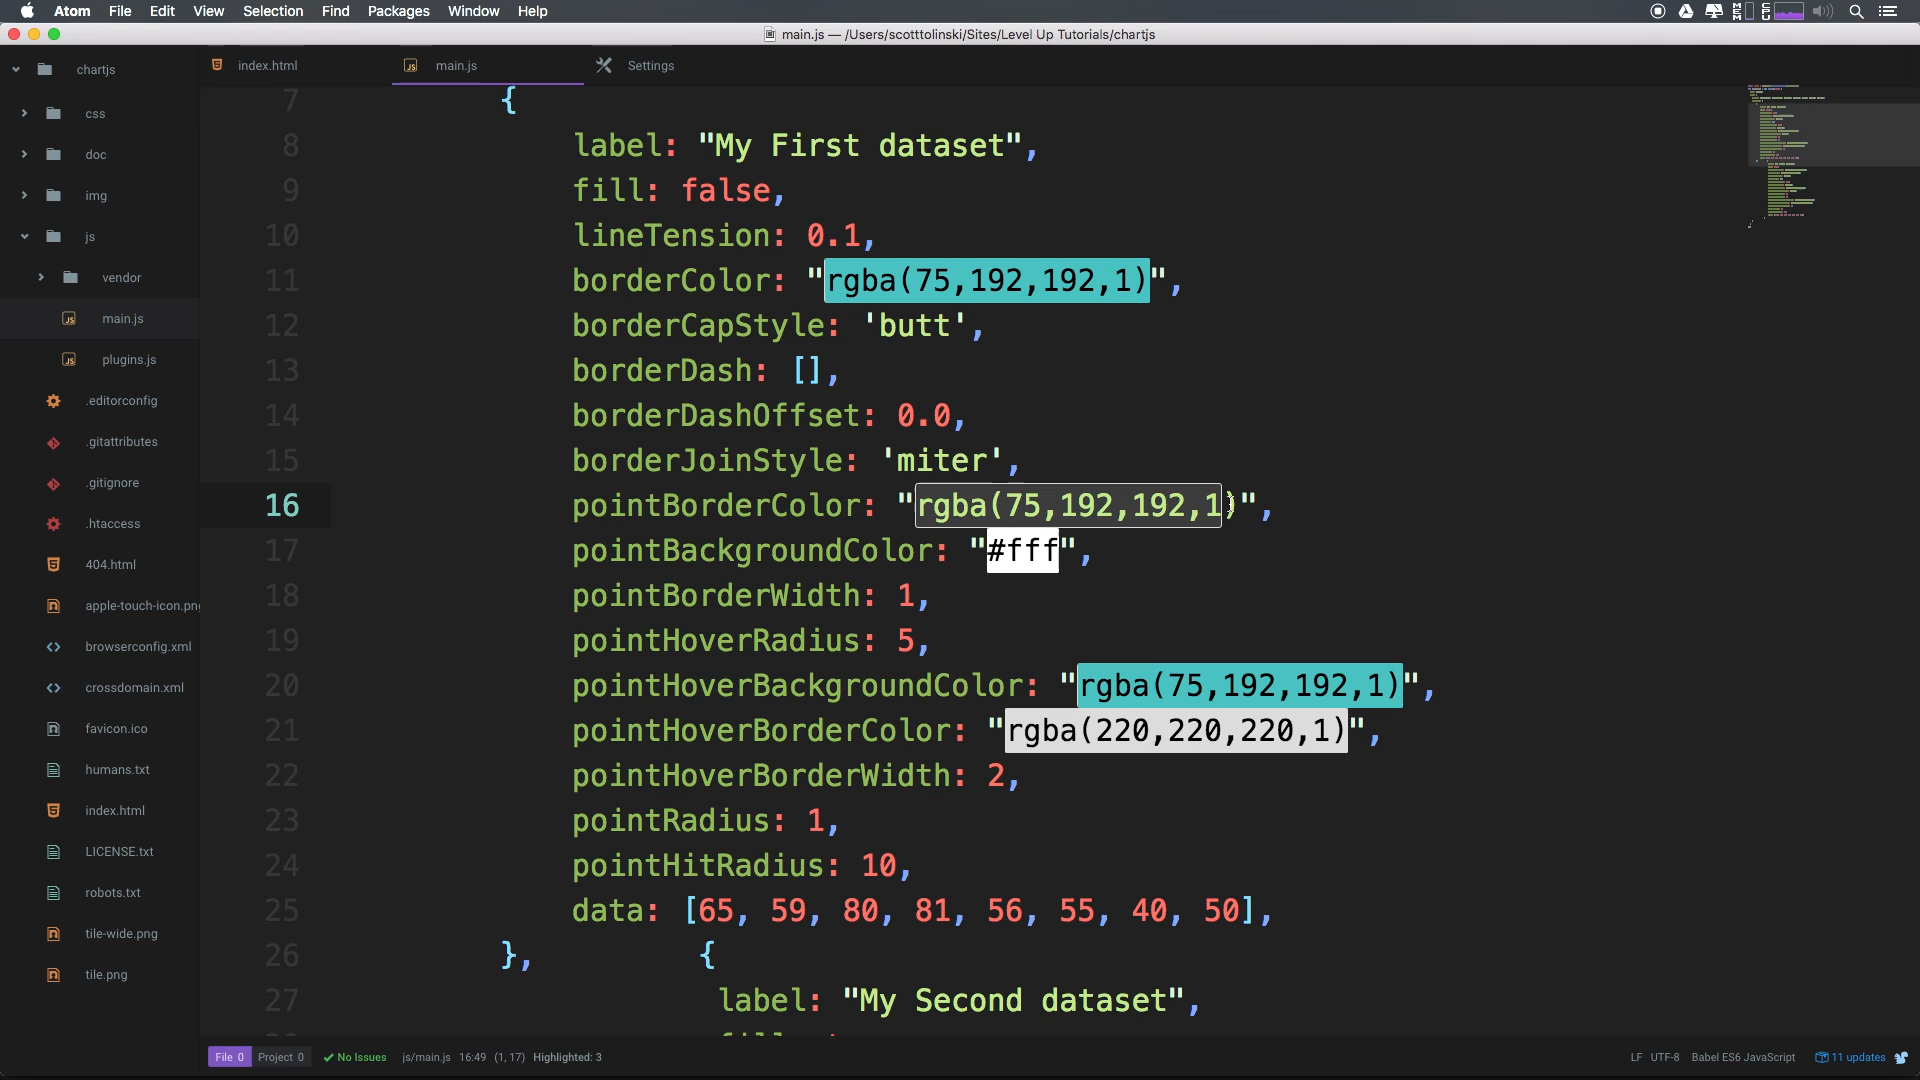 Atom File Edit View Selection Find Packages Window Help
main.js — /Users/scotttolinski/Sites/Level Up Tutorials/chartjs
chartjs
css
doc
img
js
vendor
main.js
plugins.js
.editorconfig
.gitattributes
.gitignore
.htaccess
404.html
apple-touch-icon.png
browserconfig.xml
crossdomain.xml
favicon.ico
humans.txt
index.html
LICENSE.txt
robots.txt
tile-wide.png
tile.png
index.html main.js Settings
7 {
8 label: "My First dataset",
9 fill: false,
10 lineTension: 0.1,
11 borderColor: "rgba(75,192,192,1)",
12 borderCapStyle: 'butt',
13 borderDash: [],
14 borderDashOffset: 0.0,
15 borderJoinStyle: 'miter',
16 pointBorderColor: "rgba(75,192,192,1)",
17 pointBackgroundColor: "#fff",
18 pointBorderWidth: 1,
19 pointHoverRadius: 5,
20 pointHoverBackgroundColor: "rgba(75,192,192,1)",
21 pointHoverBorderColor: "rgba(220,220,220,1)",
22 pointHoverBorderWidth: 2,
23 pointRadius: 1,
24 pointHitRadius: 10,
25 data: [65, 59, 80, 81, 56, 55, 40, 50],
26 }, {
27 label: "My Second dataset",
File 0 Project 0 No Issues js/main.js 16:49 (1, 17) Highlighted: 3 LF UTF-8 Babel ES6 JavaScript 11 updates